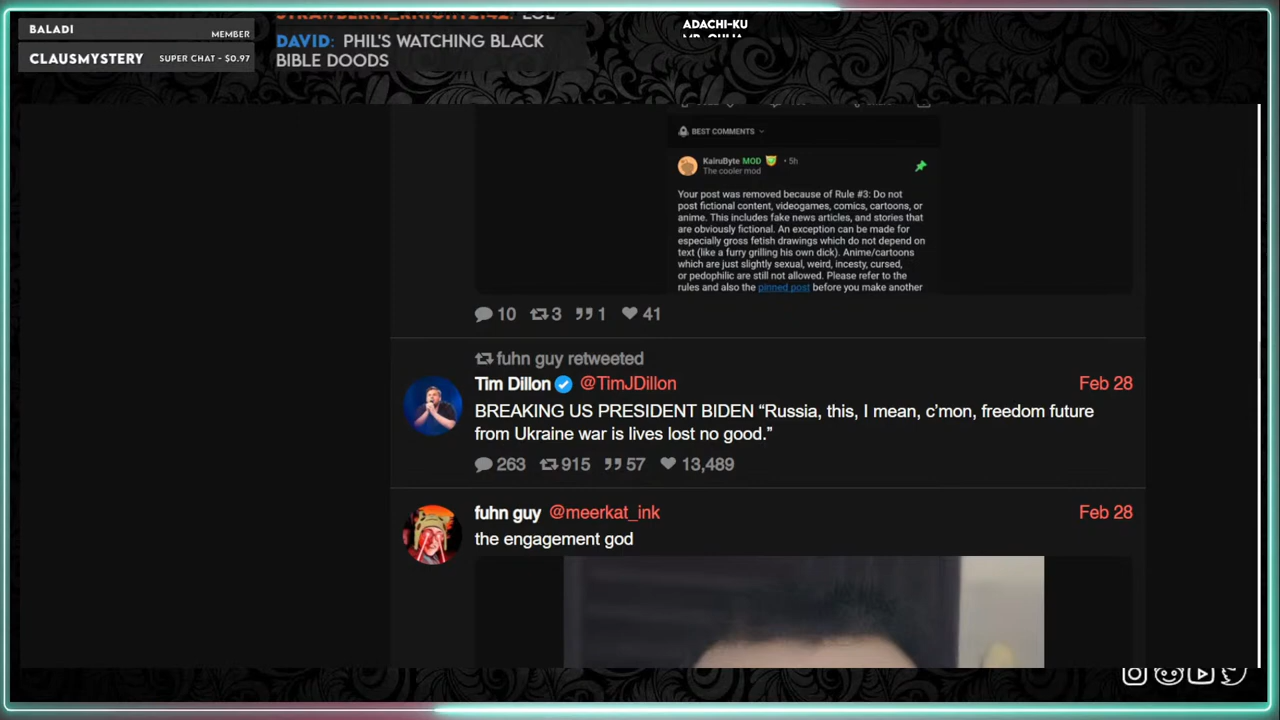 BALADI
MEMBER
CLAUSMYSTERY SUPER CHAT - $0.97
STRAWBERRY_KNIGHT2142: LOL
DAVID: PHIL'S WATCHING BLACK
BIBLE DOODS
ADACHI-KU
BEST COMMENTS
KairuByte MOD • 5h
The cooler mod
Your post was removed because of Rule #3: Do not
post fictional content, videogames, comics, cartoons, or
anime. This includes fake news articles, and stories that
are obviously fictional. An exception can be made for
especially gross fetish drawings which do not depend on
text (like a furry grilling his own dick). Anime/cartoons
which are just slightly sexual, weird, incesty, cursed,
or pedophilic are still not allowed. Please refer to the
rules and also the pinned post before you make another
10 3 1 41
fuhn guy retweeted
Tim Dillon @TimJDillon Feb 28
BREAKING US PRESIDENT BIDEN “Russia, this, I mean, c’mon, freedom future
from Ukraine war is lives lost no good.”
263 915 57 13,489
fuhn guy @meerkat_ink Feb 28
the engagement god